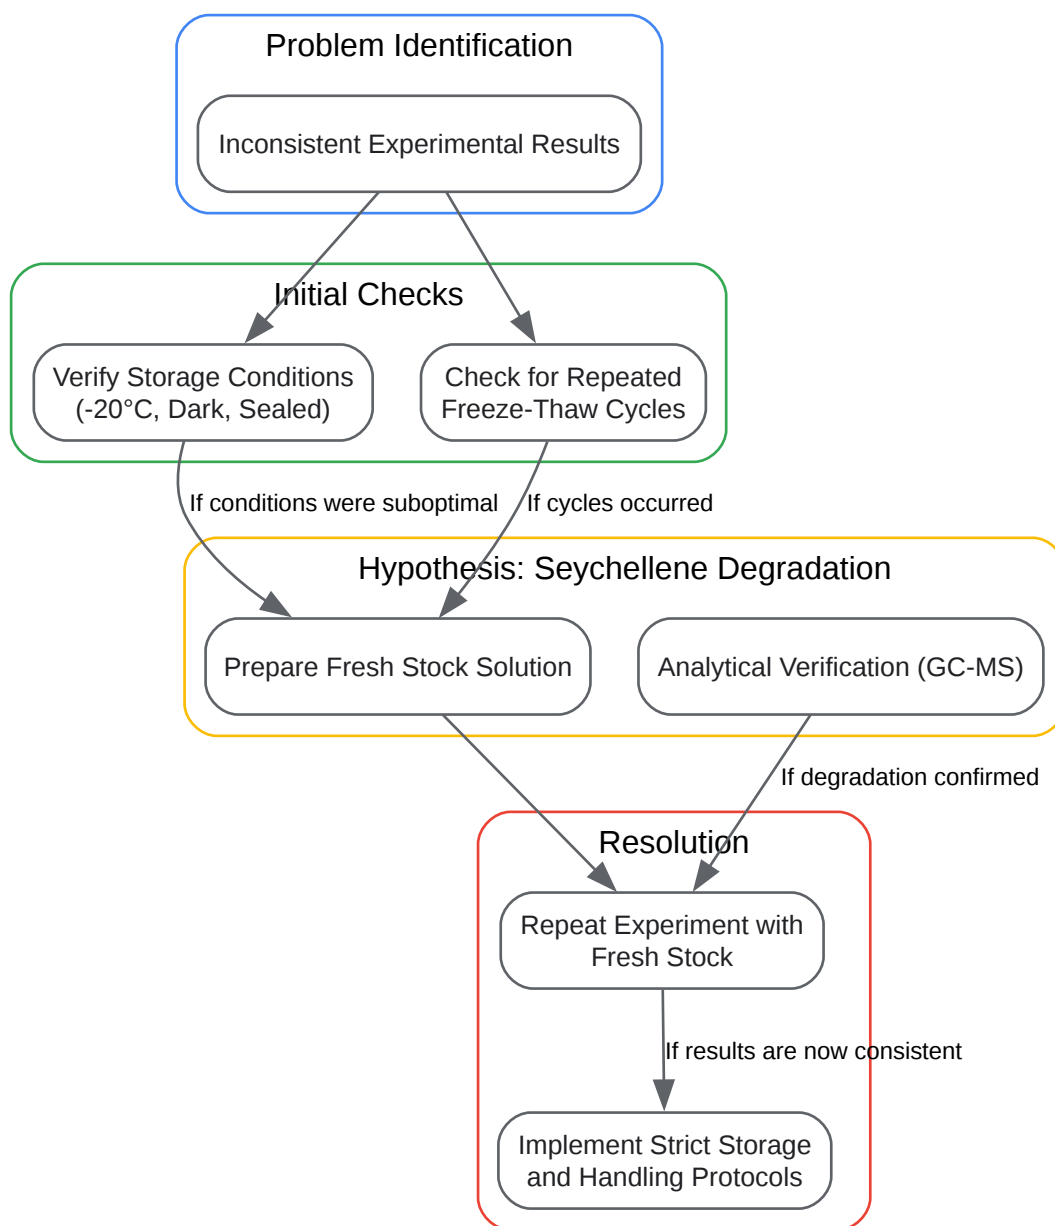 Problem Identification
Inconsistent Experimental Results
Initial Checks
Verify Storage Conditions
(-20°C, Dark, Sealed)
Check for Repeated
Freeze-Thaw Cycles
If conditions were suboptimal
If cycles occurred
Hypothesis: Seychellene Degradation
Prepare Fresh Stock Solution
Analytical Verification (GC-MS)
If degradation confirmed
Resolution
Repeat Experiment with
Fresh Stock
If results are now consistent
Implement Strict Storage
and Handling Protocols